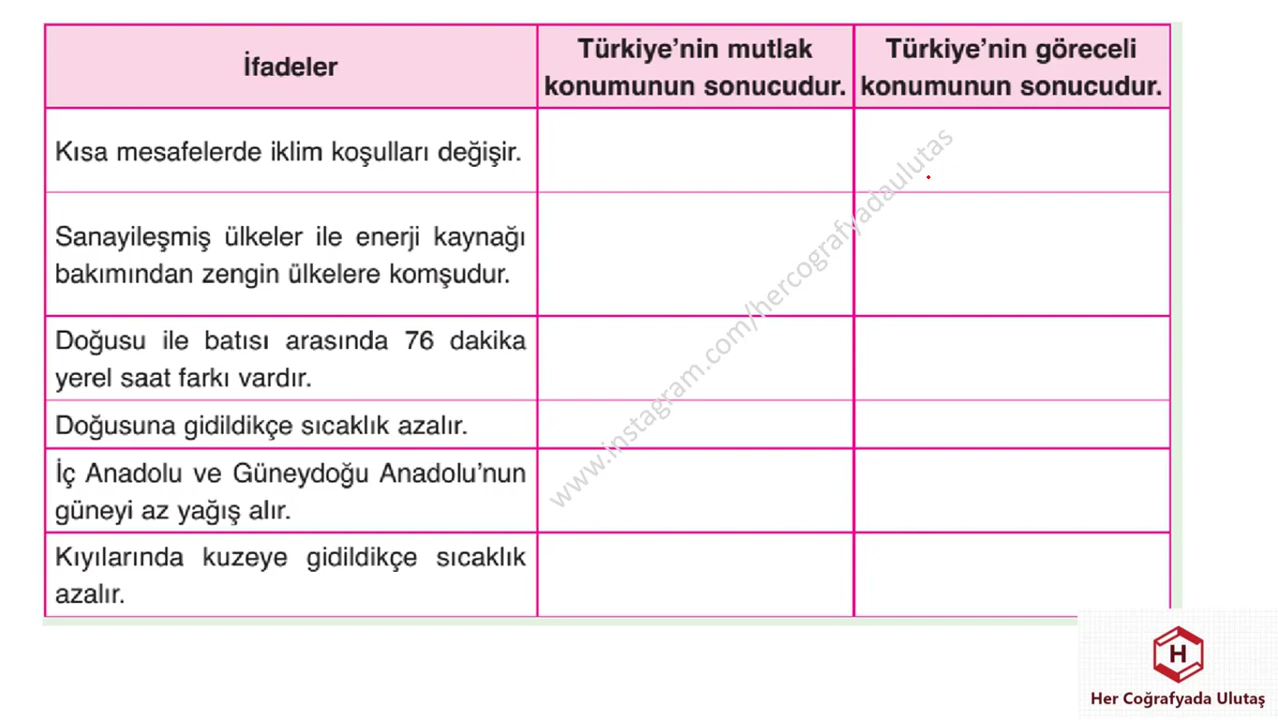 İfadeler
Türkiye’nin mutlak
konumunun sonucudur.
Türkiye’nin göreceli
konumunun sonucudur.
Kısa mesafelerde iklim koşulları değişir.
Sanayileşmiş ülkeler ile enerji kaynağı
bakımından zengin ülkelere komşudur.
Doğusu ile batısı arasında 76 dakika
yerel saat farkı vardır.
Doğusuna gidildikçe sıcaklık azalır.
İç Anadolu ve Güneydoğu Anadolu’nun
güneyi az yağış alır.
Kıyılarında kuzeye gidildikçe sıcaklık
azalır.
www.instagram.com/hercografyadaulutas
H
Her Coğrafyada Ulutaş